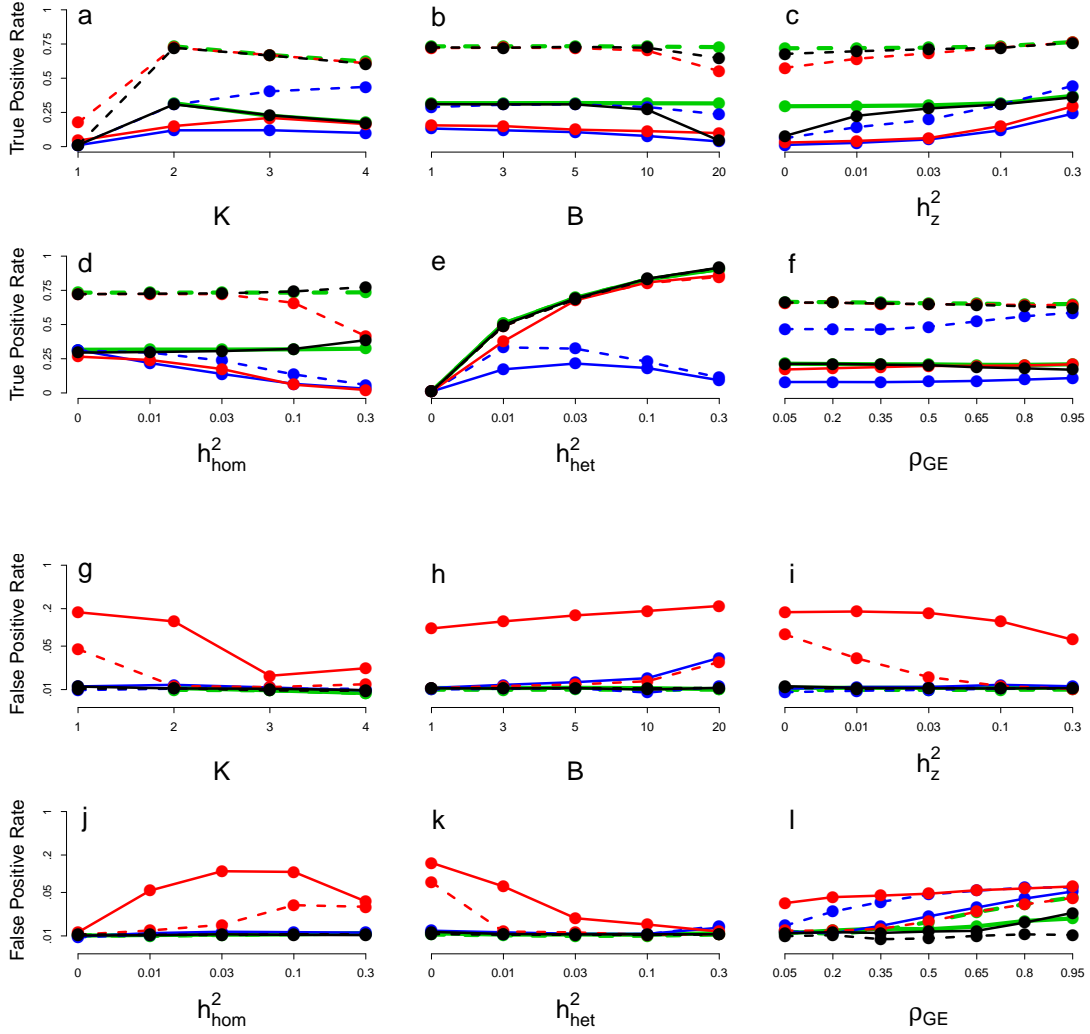 a
b
c
True Positive Rate
0 0.25 0.5 0.75 1
1 2 3 4
1 3 5 10 20
0 0.01 0.03 0.1 0.3
K
B
h²z
d
e
f
True Positive Rate
0 0.25 0.5 0.75 1
0 0.01 0.03 0.1 0.3
0 0.01 0.03 0.1 0.3
0.05 0.2 0.35 0.5 0.65 0.8 0.95
h²hom
h²het
ρGE
g
h
i
False Positive Rate
.01 .05 .2 1
1 2 3 4
1 3 5 10 20
0 0.01 0.03 0.1 0.3
K
B
h²z
j
k
l
False Positive Rate
.01 .05 .2 1
0 0.01 0.03 0.1 0.3
0 0.01 0.03 0.1 0.3
0.05 0.2 0.35 0.5 0.65 0.8 0.95
h²hom
h²het
ρGE